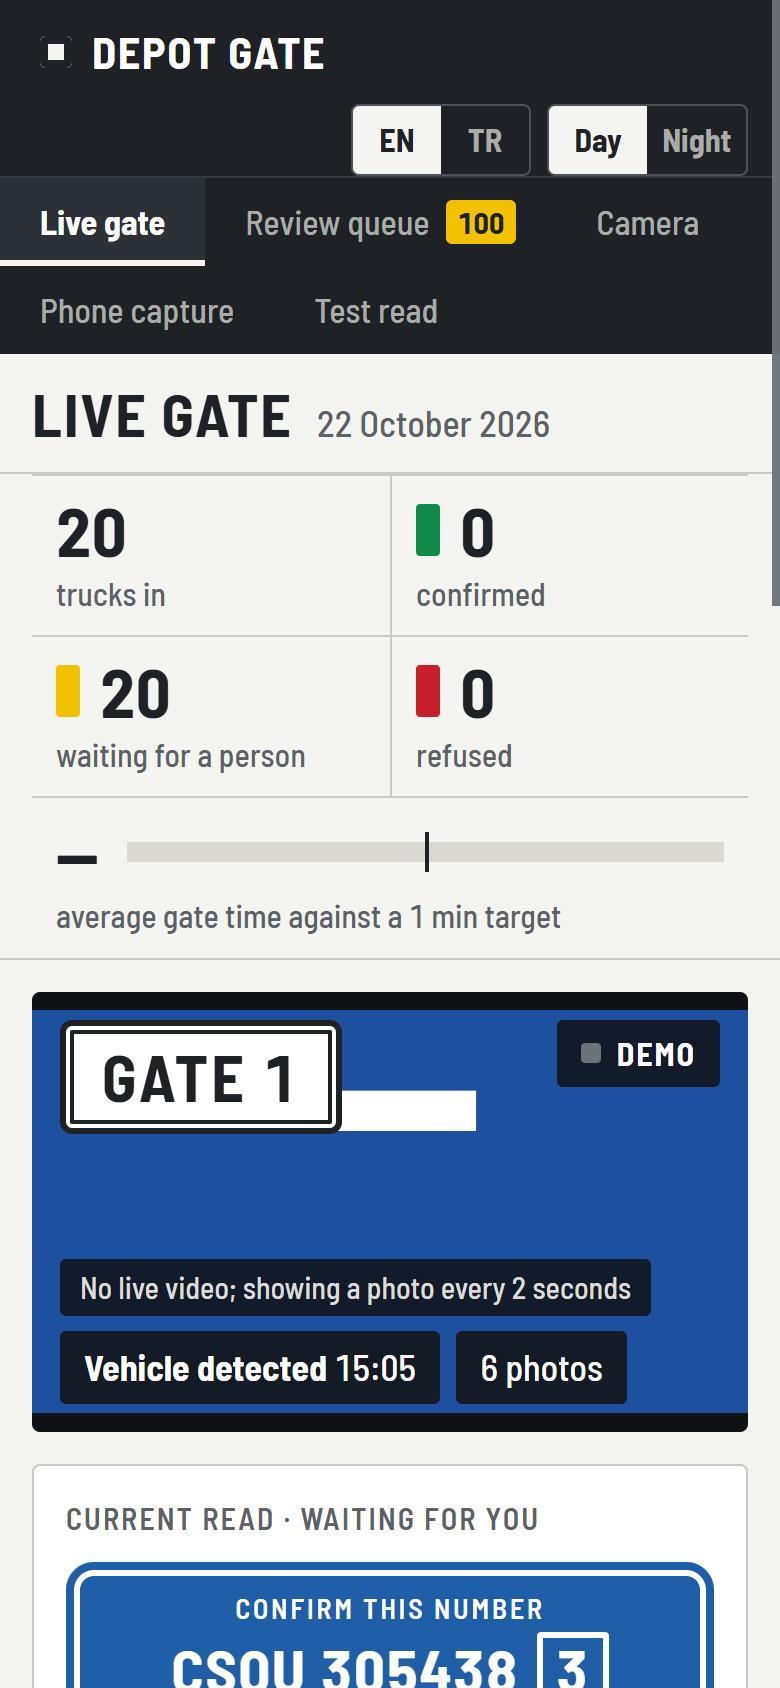 DEPOT GATE
EN TR Day Night
Live gate Review queue 100 Camera
Phone capture Test read
LIVE GATE 22 October 2026
20 0
trucks in confirmed
20 0
waiting for a person refused
–
average gate time against a 1 min target
GATE 1 DEMO
No live video; showing a photo every 2 seconds
Vehicle detected 15:05 6 photos
CURRENT READ · WAITING FOR YOU
CONFIRM THIS NUMBER
CSQU 305438 3